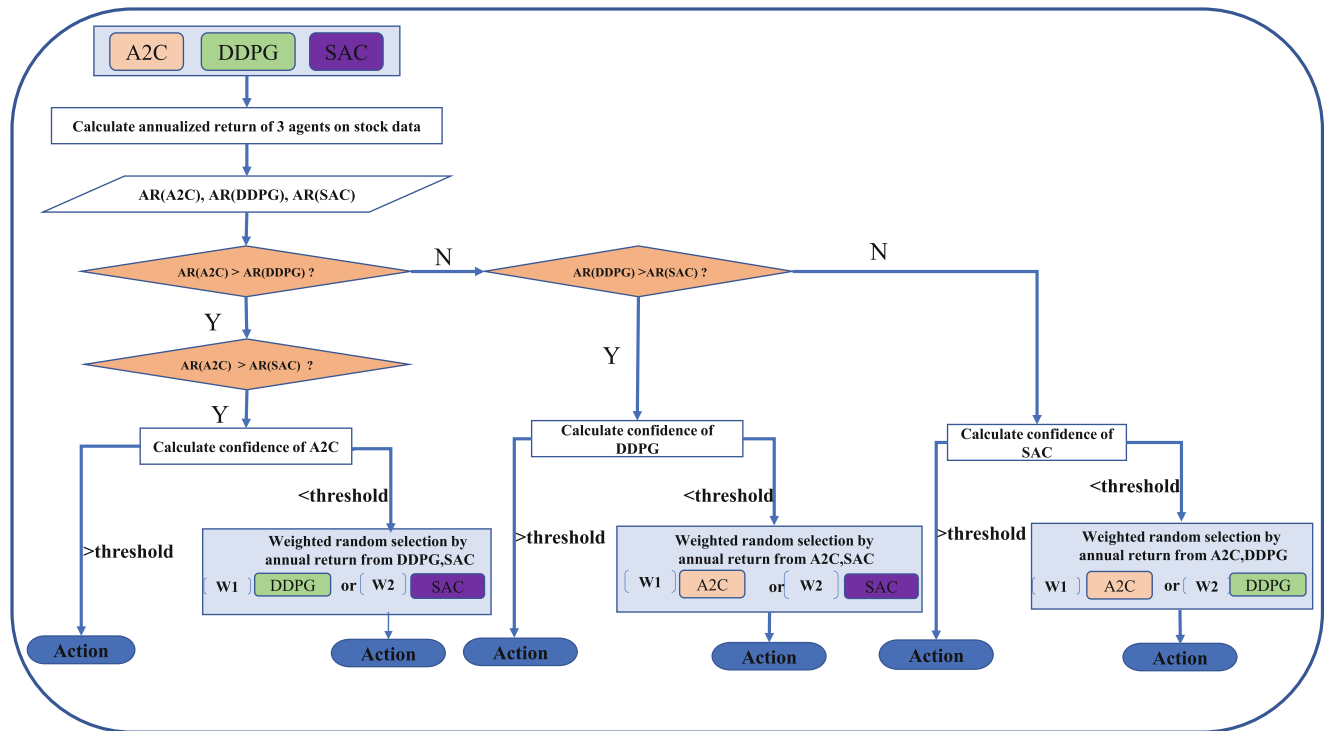 A2C
DDPG
SAC
Calculate annualized return of 3 agents on stock data
AR(A2C), AR(DDPG), AR(SAC)
AR(A2C) > AR(DDPG) ?
N
AR(DDPG) >AR(SAC) ?
N
Y
Y
AR(A2C) > AR(SAC) ?
Y
Calculate confidence of A2C
Calculate confidence of
DDPG
Calculate confidence of
SAC
>threshold
<threshold
>threshold
<threshold
>threshold
<threshold
Weighted random selection by
annual return from DDPG,SAC
W1 DDPG or W2 SAC
Weighted random selection by
annual return from A2C,SAC
W1 A2C or W2 SAC
Weighted random selection by
annual return from A2C,DDPG
W1 A2C or W2 DDPG
Action
Action
Action
Action
Action
Action